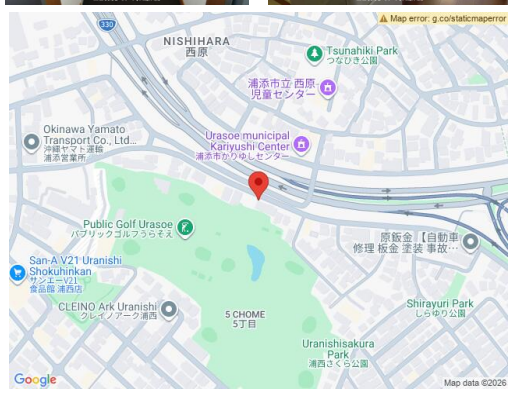 Map error: g.co/staticmaperror
330
NISHIHARA
西原
Tsunahiki Park
つなひき公園
浦添市立 西原
児童センター
Okinawa Yamato
Transport Co., Ltd...
沖縄ヤマト運輸
浦添営業所
Urasoe municipal
Kariyushi Center
浦添市かりゆしセンター
Public Golf Urasoe
パブリックゴルフうらそえ
原鈑金【自動車
修理 板金 塗装 事故…
San-A V21 Uranishi
Shokuhinkan
サンエーV21
食品館 浦西店
CLEINO Ark Uranishi
クレイノアーク浦西
5 CHOME
5丁目
Shirayuri Park
しらゆり公園
Uranishisakura
Park
浦西さくら公園
Google
Map data ©2026